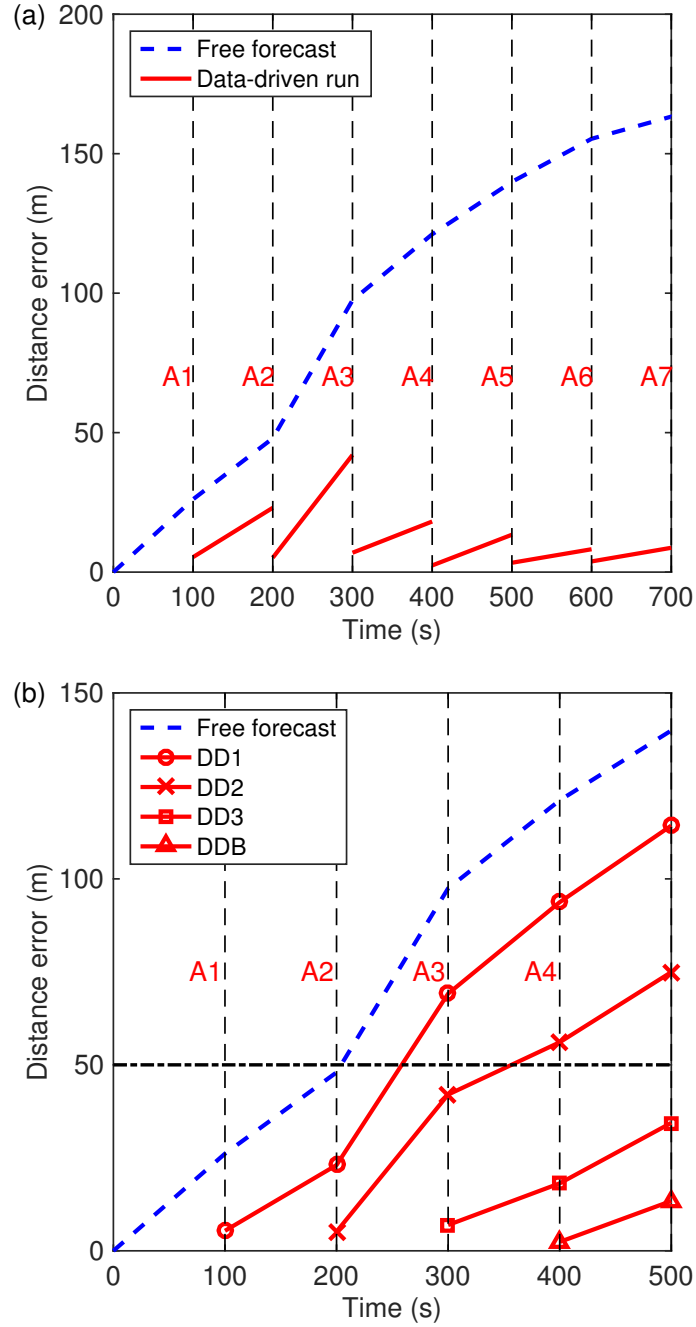 (a)
200
Free forecast
Data-driven run
150
100
50
0
Distance error (m)
A1 A2 A3 A4 A5 A6 A7
0 100 200 300 400 500 600 700
Time (s)
(b)
150
Free forecast
DD1
DD2
DD3
DDB
100
50
0
Distance error (m)
A1 A2 A3 A4
0 100 200 300 400 500
Time (s)